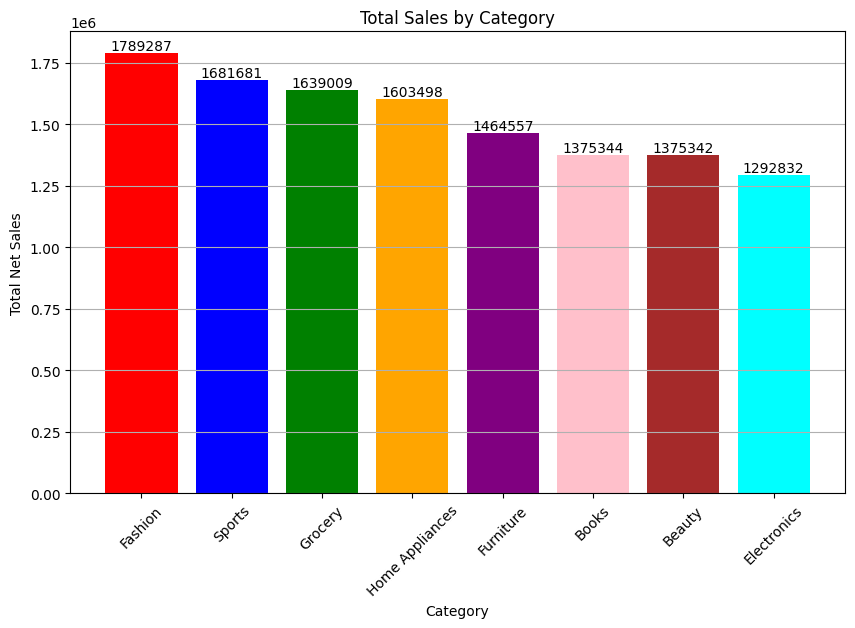 Total Sales by Category
1e6
1789287
1681681
1639009
1603498
1464557
1375344
1375342
1292832
1.75
1.50
1.25
1.00
0.75
0.50
0.25
0.00
Total Net Sales
Fashion
Sports
Grocery
Home Appliances
Furniture
Books
Beauty
Electronics
Category